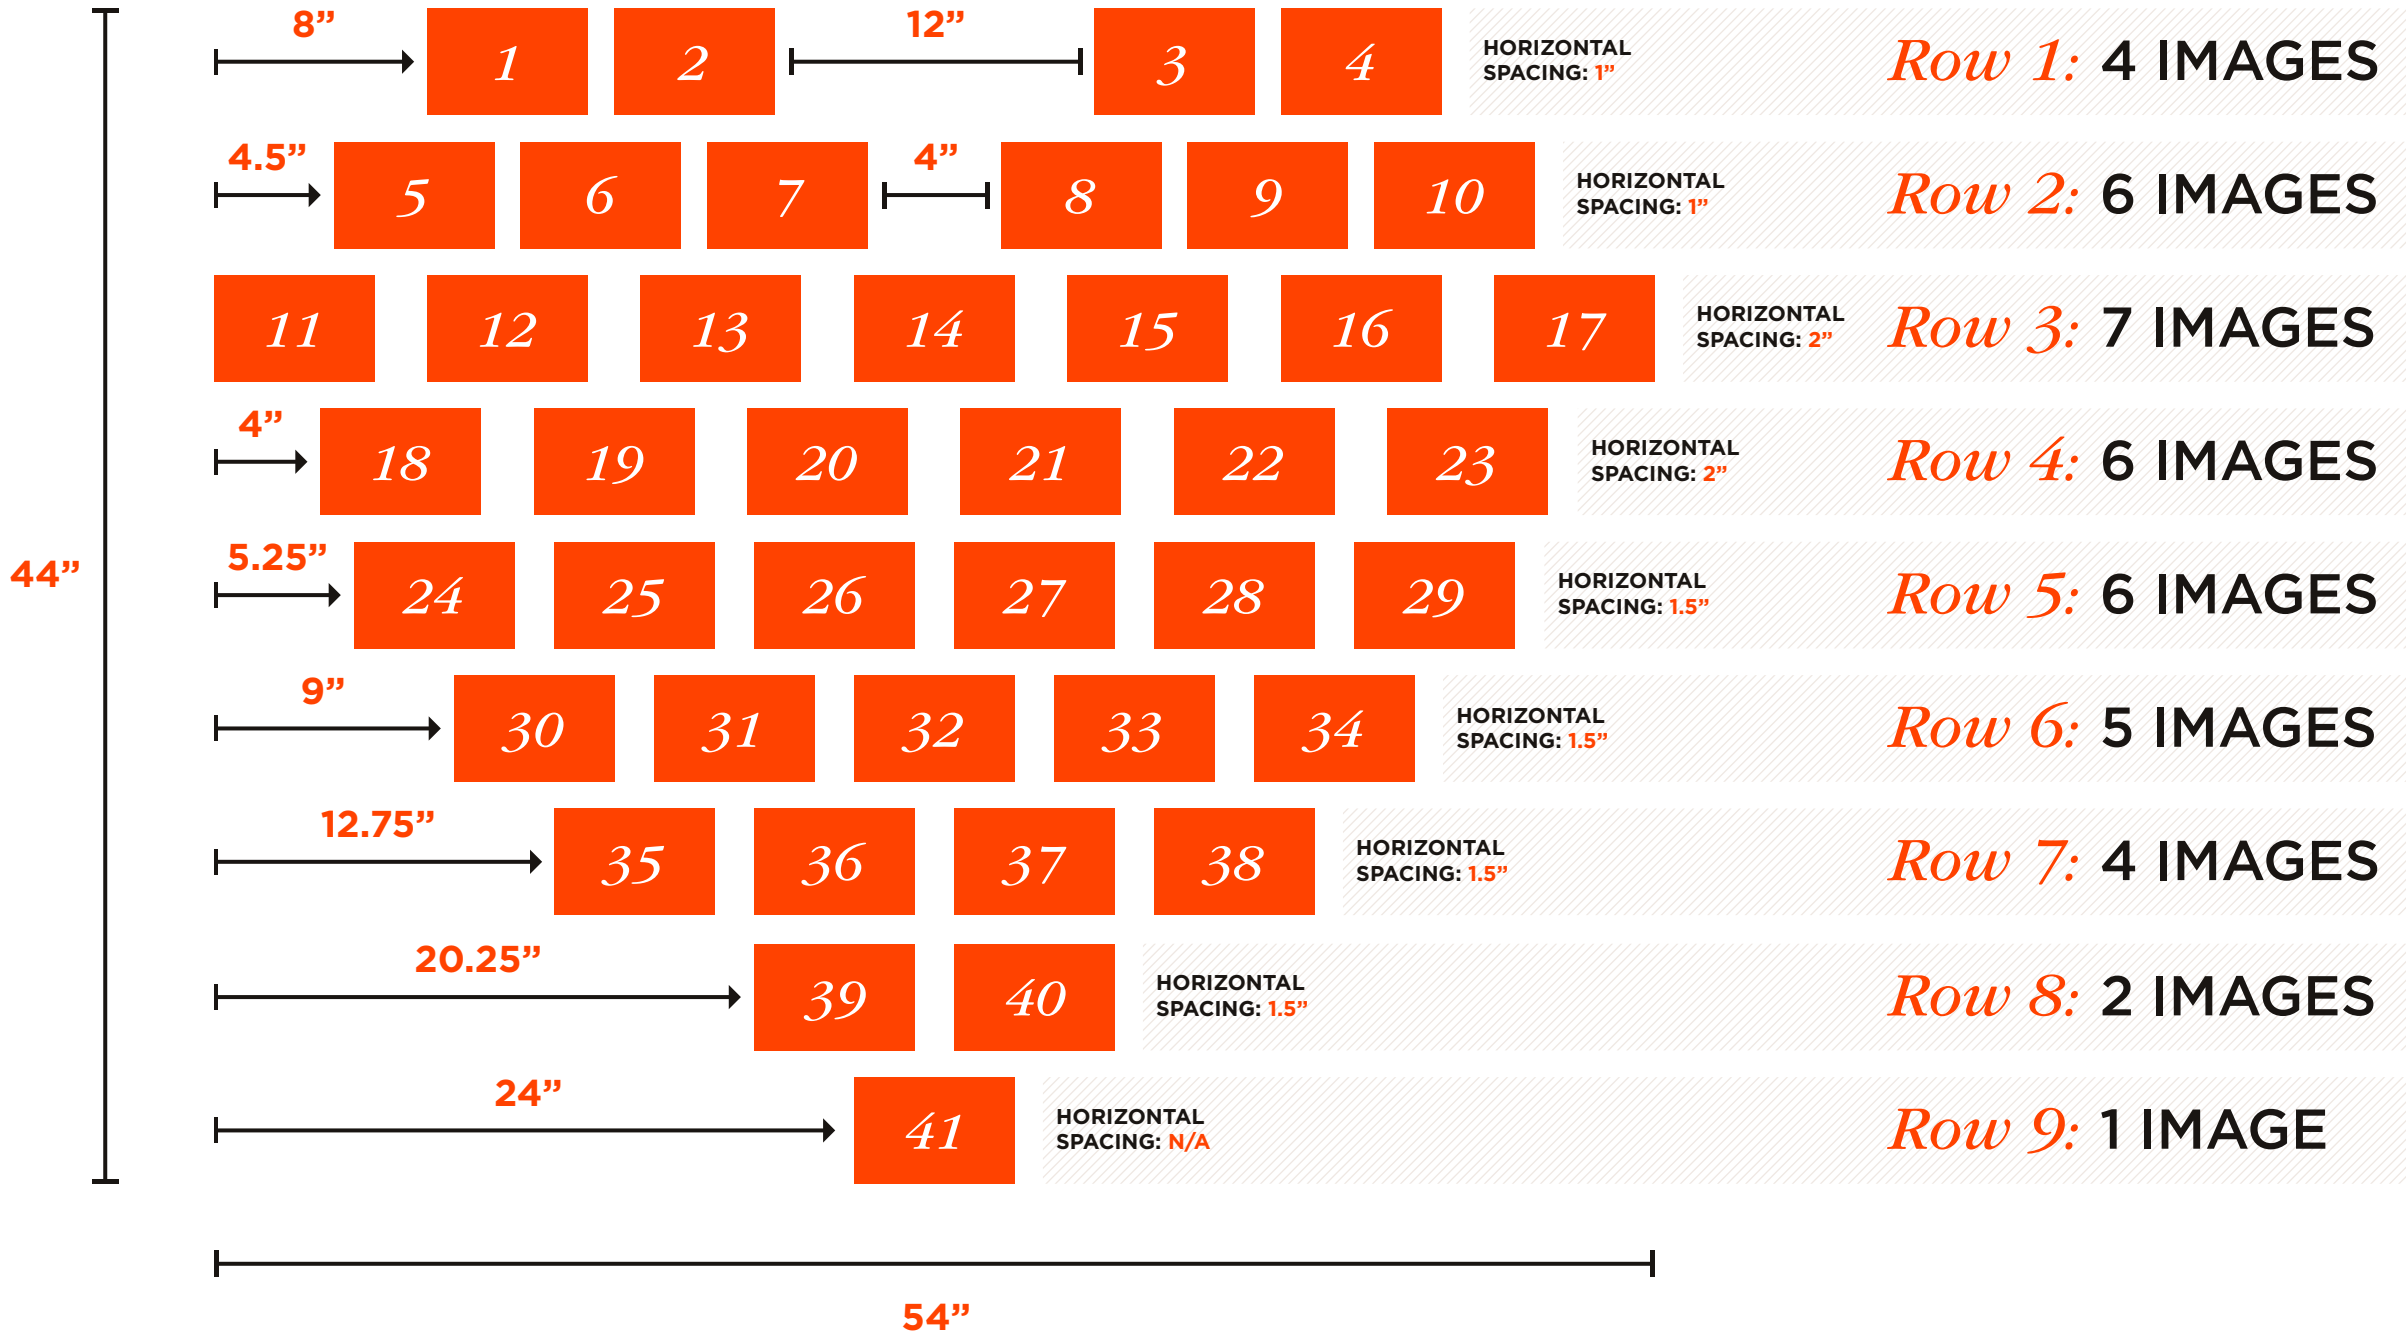 8” 12”
1 2 3 4
HORIZONTAL
SPACING: 1”
Row 1: 4 IMAGES
4.5” 4”
5 6 7 8 9 10
HORIZONTAL
SPACING: 1”
Row 2: 6 IMAGES
11 12 13 14 15 16 17
HORIZONTAL
SPACING: 2”
Row 3: 7 IMAGES
4”
18 19 20 21 22 23
HORIZONTAL
SPACING: 2”
Row 4: 6 IMAGES
44”
5.25”
24 25 26 27 28 29
HORIZONTAL
SPACING: 1.5”
Row 5: 6 IMAGES
9”
30 31 32 33 34
HORIZONTAL
SPACING: 1.5”
Row 6: 5 IMAGES
12.75”
35 36 37 38
HORIZONTAL
SPACING: 1.5”
Row 7: 4 IMAGES
20.25”
39 40
HORIZONTAL
SPACING: 1.5”
Row 8: 2 IMAGES
24”
41
HORIZONTAL
SPACING: N/A
Row 9: 1 IMAGE
54”